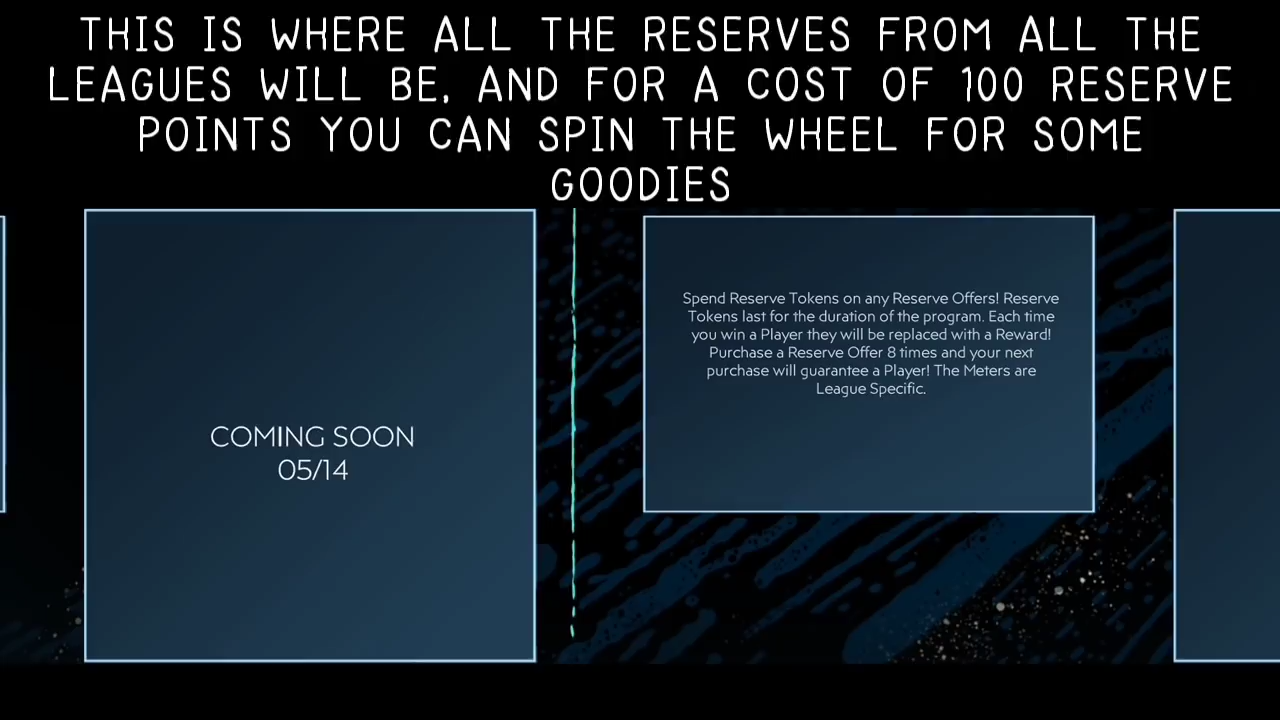 THIS IS WHERE ALL THE RESERVES FROM ALL THE
LEAGUES WILL BE, AND FOR A COST OF 100 RESERVE
POINTS YOU CAN SPIN THE WHEEL FOR SOME
GOODIES
COMING SOON
05/14
Spend Reserve Tokens on any Reserve Offers! Reserve
Tokens last for the duration of the program. Each time
you win a Player they will be replaced with a Reward!
Purchase a Reserve Offer 8 times and your next
purchase will guarantee a Player! The Meters are
League Specific.